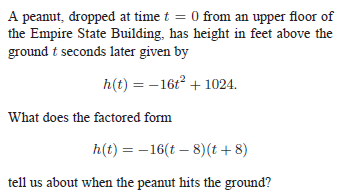 A peanut, dropped at time t = 0 from an upper floor of
the Empire State Building, has height in feet above the
ground t seconds later given by
h(t) = −16t² + 1024.
What does the factored form
h(t) = −16(t − 8)(t + 8)
tell us about when the peanut hits the ground?